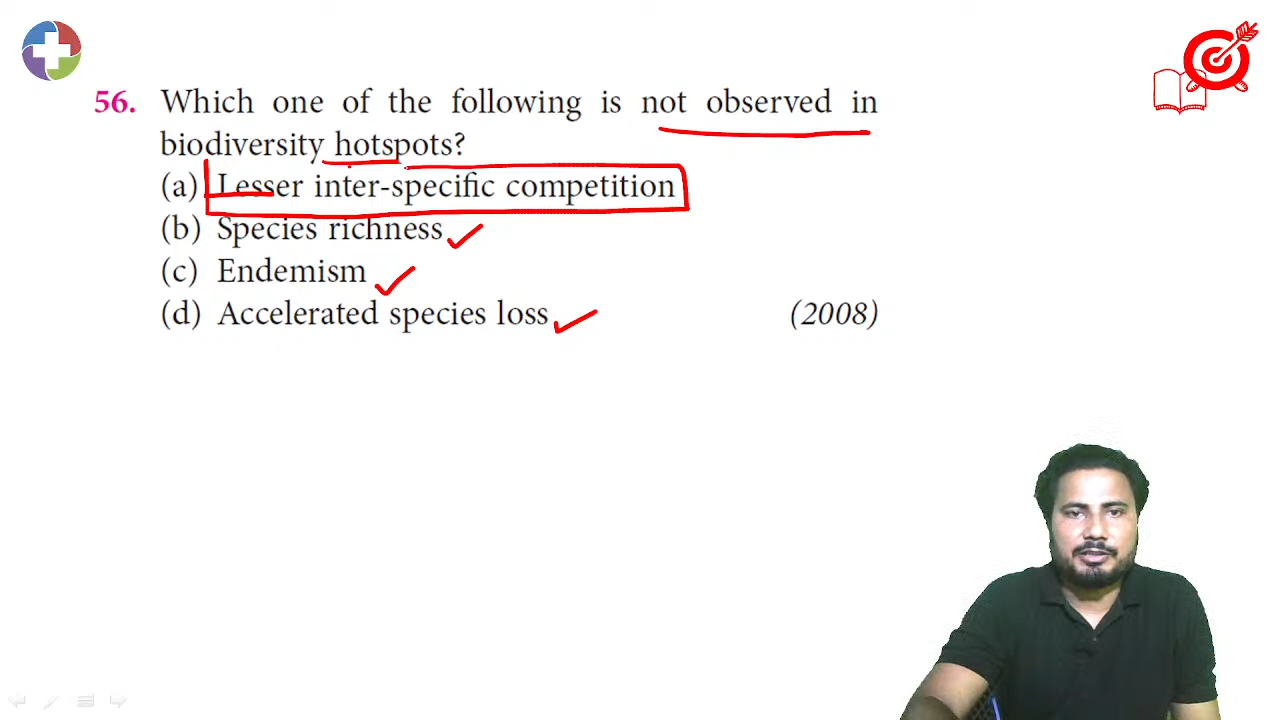 56. Which one of the following is not observed in
biodiversity hotspots?
(a) Lesser inter-specific competition
(b) Species richness
(c) Endemism
(d) Accelerated species loss (2008)